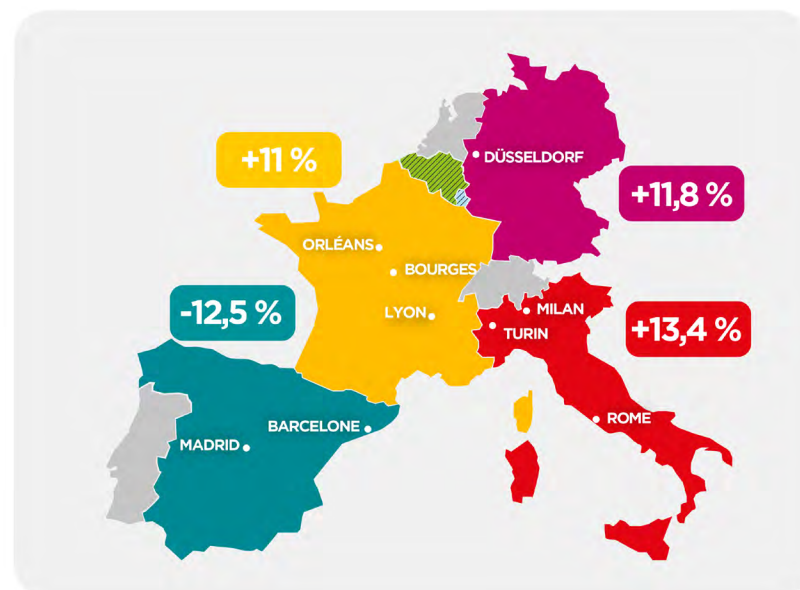 +11 %
DÜSSELDORF
+11,8 %
ORLÉANS
BOURGES
-12,5 %
LYON
MILAN
TURIN
+13,4 %
BARCELONE
ROME
MADRID